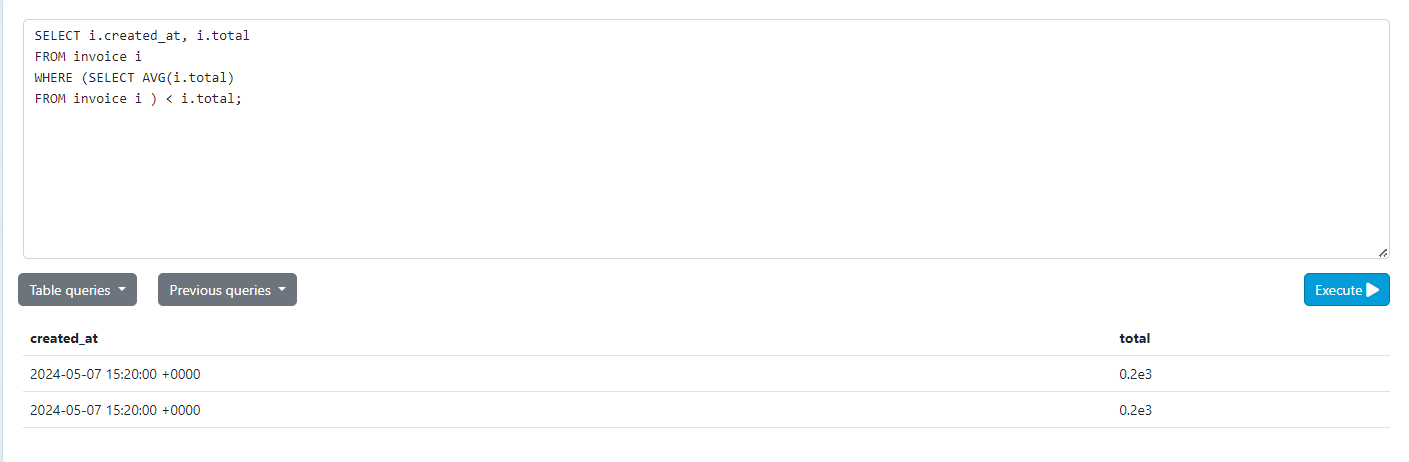 SELECT i.created_at, i.total
FROM invoice i
WHERE (SELECT AVG(i.total)
FROM invoice i ) < i.total;
Table queries Previous queries Execute
created_at total
2024-05-07 15:20:00 +0000 0.2e3
2024-05-07 15:20:00 +0000 0.2e3